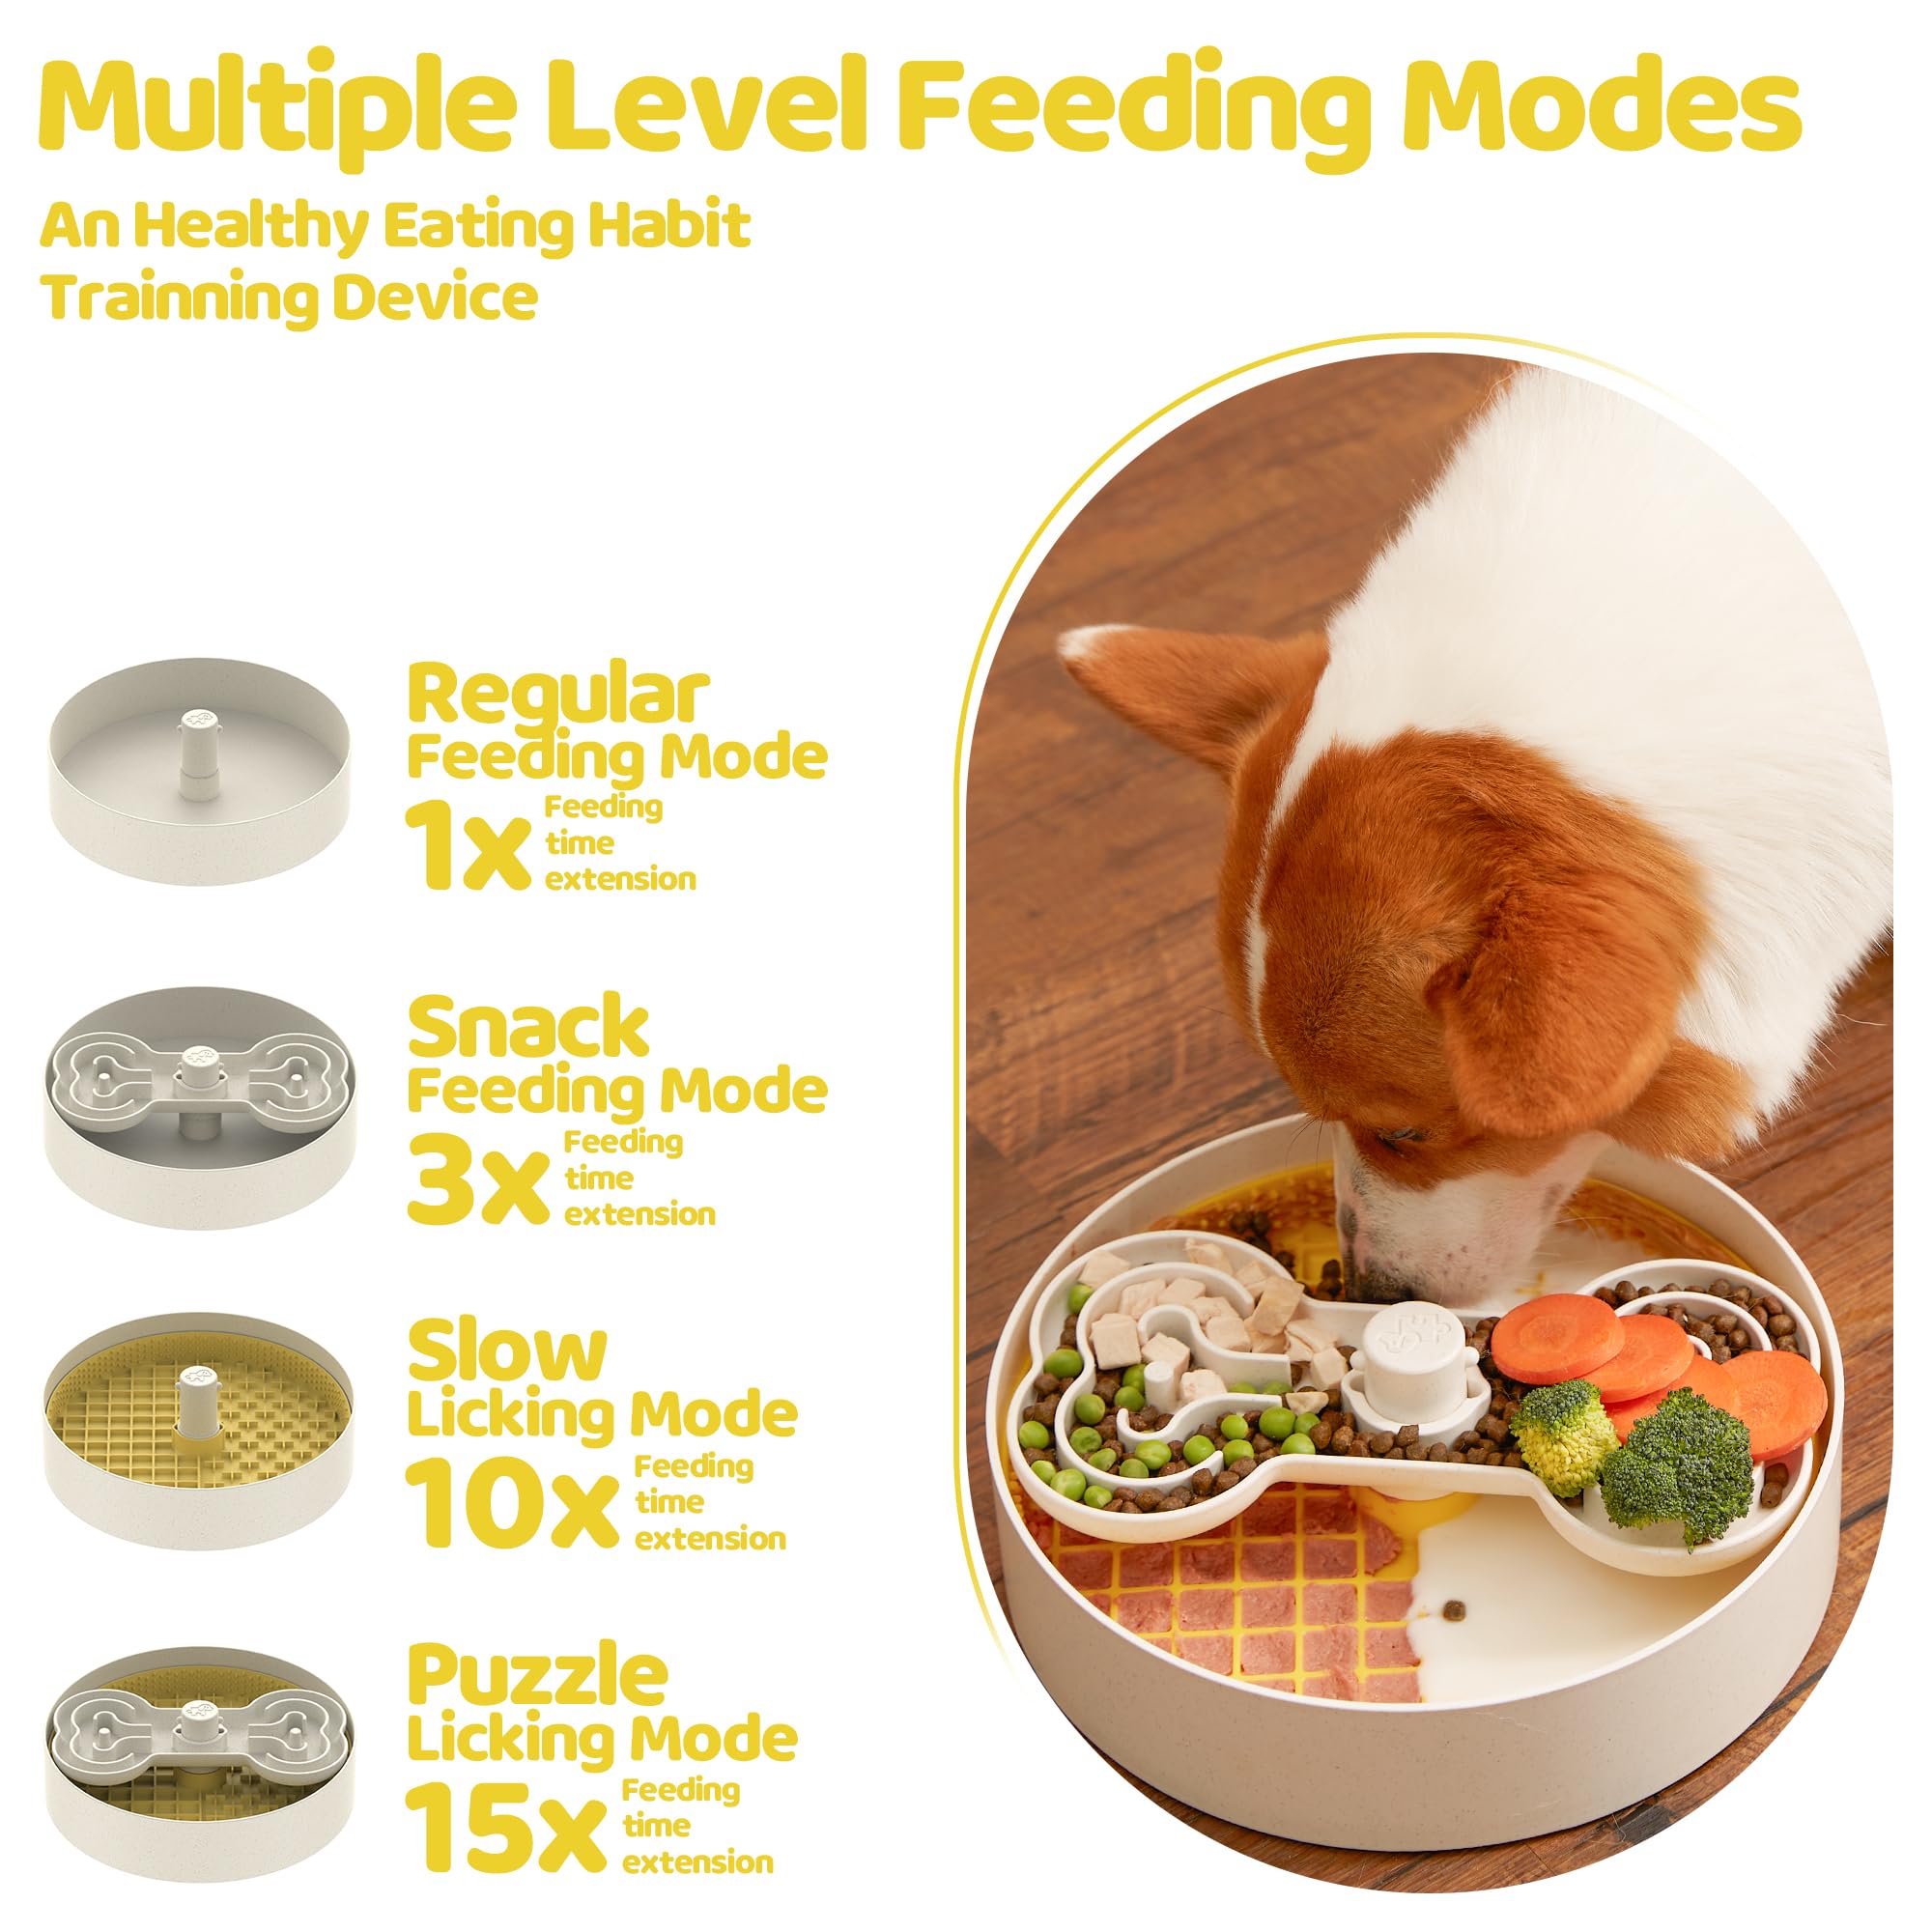 Multiple Level Feeding Modes
An Healthy Eating Habit
Trainning Device
Regular
Feeding Mode
1x
Feeding
time
extension
Snack
Feeding Mode
3x
Feeding
time
extension
Slow
Licking Mode
10x
Feeding
time
extension
Puzzle
Licking Mode
15x
Feeding
time
extension